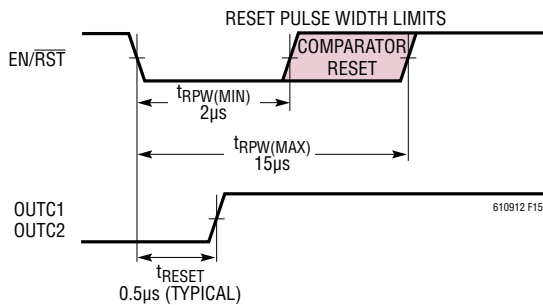 RESET PULSE WIDTH LIMITS
EN/RST
COMPARATOR
RESET
tRPW(MIN)
2µs
tRPW(MAX)
15µs
OUTC1
OUTC2
610912 F15
tRESET
0.5µs (TYPICAL)